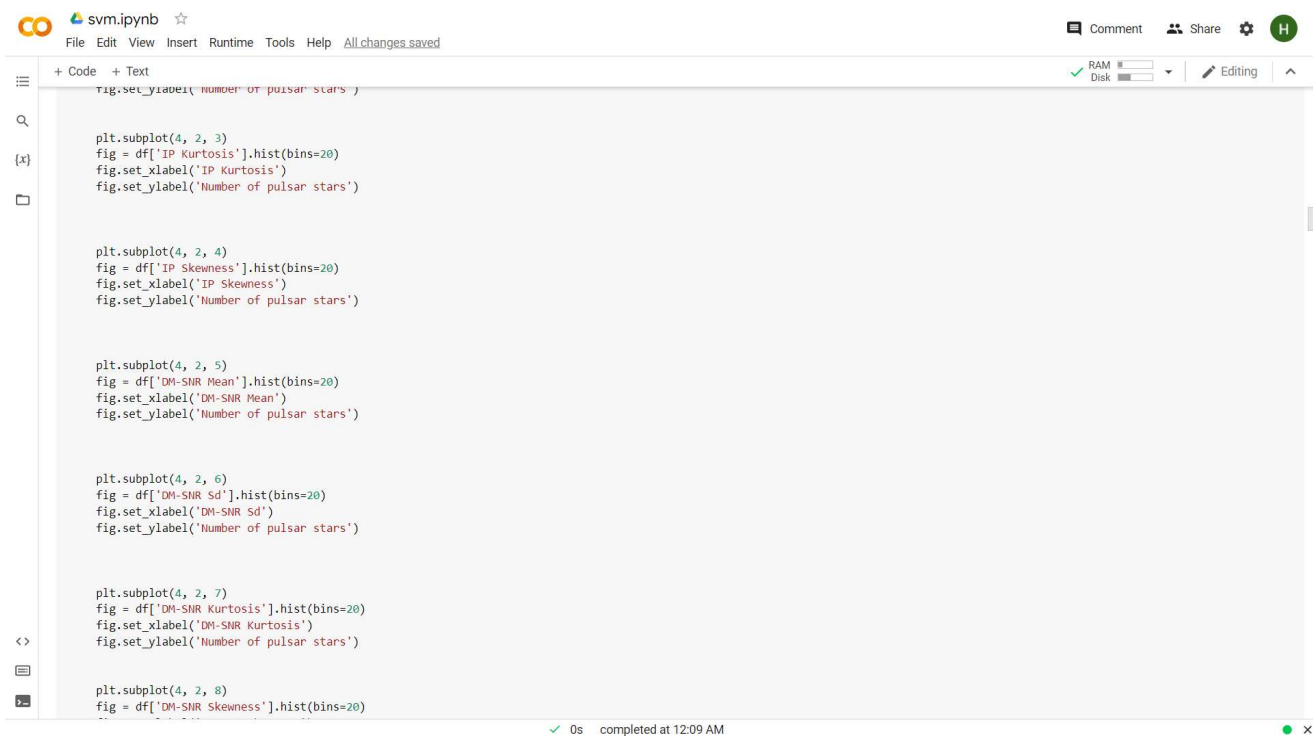 svm.ipynb
File Edit View Insert Runtime Tools Help All changes saved
Comment Share H
+ Code + Text
RAM
Disk
Editing
fig.set_ylabel('Number of pulsar stars')
{x}
plt.subplot(4, 2, 3)
fig = df['IP Kurtosis'].hist(bins=20)
fig.set_xlabel('IP Kurtosis')
fig.set_ylabel('Number of pulsar stars')
plt.subplot(4, 2, 4)
fig = df['IP Skewness'].hist(bins=20)
fig.set_xlabel('IP Skewness')
fig.set_ylabel('Number of pulsar stars')
plt.subplot(4, 2, 5)
fig = df['DM-SNR Mean'].hist(bins=20)
fig.set_xlabel('DM-SNR Mean')
fig.set_ylabel('Number of pulsar stars')
plt.subplot(4, 2, 6)
fig = df['DM-SNR Sd'].hist(bins=20)
fig.set_xlabel('DM-SNR Sd')
fig.set_ylabel('Number of pulsar stars')
plt.subplot(4, 2, 7)
fig = df['DM-SNR Kurtosis'].hist(bins=20)
fig.set_xlabel('DM-SNR Kurtosis')
fig.set_ylabel('Number of pulsar stars')
plt.subplot(4, 2, 8)
fig = df['DM-SNR Skewness'].hist(bins=20)
0s completed at 12:09 AM